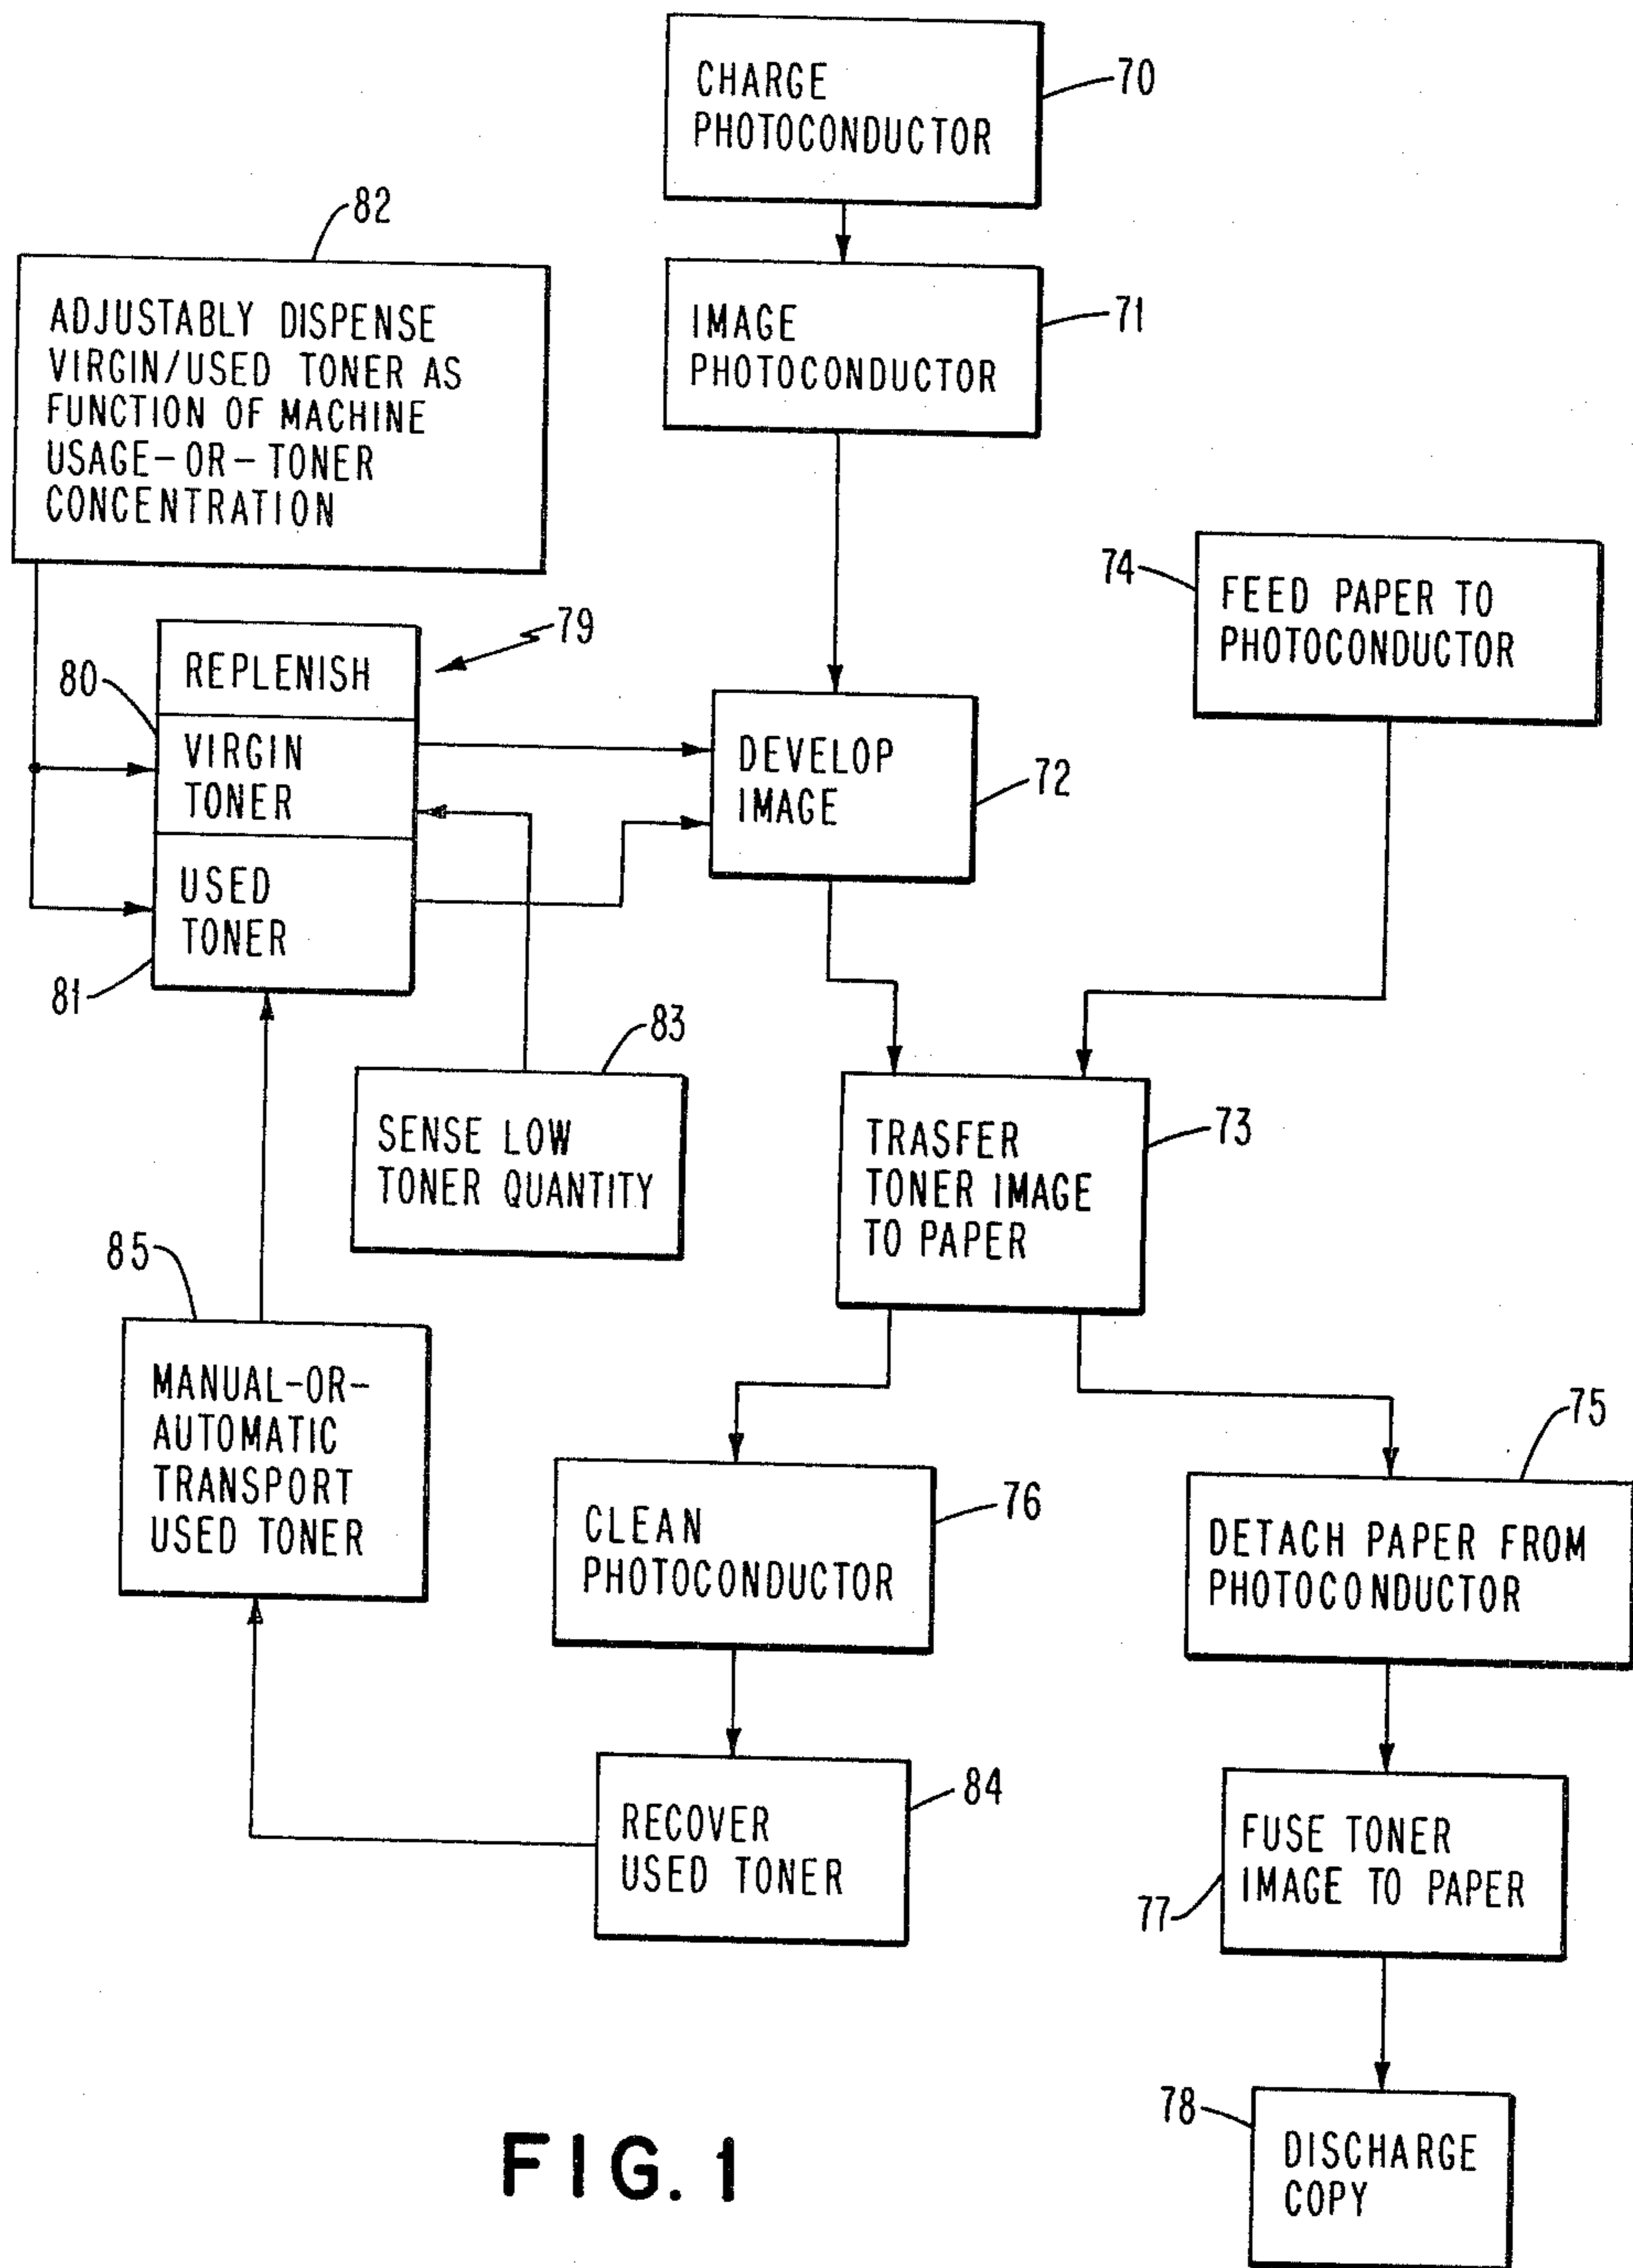 CHARGE
PHOTOCONDUCTOR
70
IMAGE
PHOTOCONDUCTOR
71
82
ADJUSTABLY DISPENSE
VIRGIN/USED TONER AS
FUNCTION OF MACHINE
USAGE-OR-TONER
CONCENTRATION
79
REPLENISH
80
VIRGIN
TONER
USED
TONER
81
DEVELOP
IMAGE
72
74
FEED PAPER TO
PHOTOCONDUCTOR
83
SENSE LOW
TONER QUANTITY
TRASFER
TONER IMAGE
TO PAPER
73
85
MANUAL-OR-
AUTOMATIC
TRANSPORT
USED TONER
CLEAN
PHOTOCONDUCTOR
76
75
DETACH PAPER FROM
PHOTOCONDUCTOR
RECOVER
USED TONER
84
FUSE TONER
IMAGE TO PAPER
77
78
DISCHARGE
COPY
FIG. 1